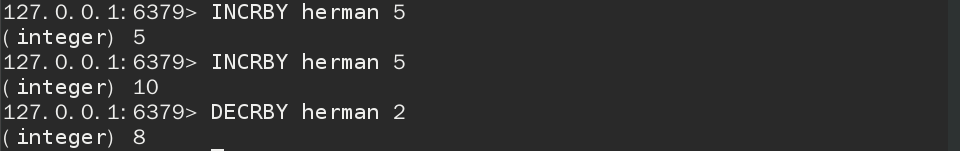 127.0.0.1:6379> INCRBY herman 5
(integer) 5
127.0.0.1:6379> INCRBY herman 5
(integer) 10
127.0.0.1:6379> DECRBY herman 2
(integer) 8